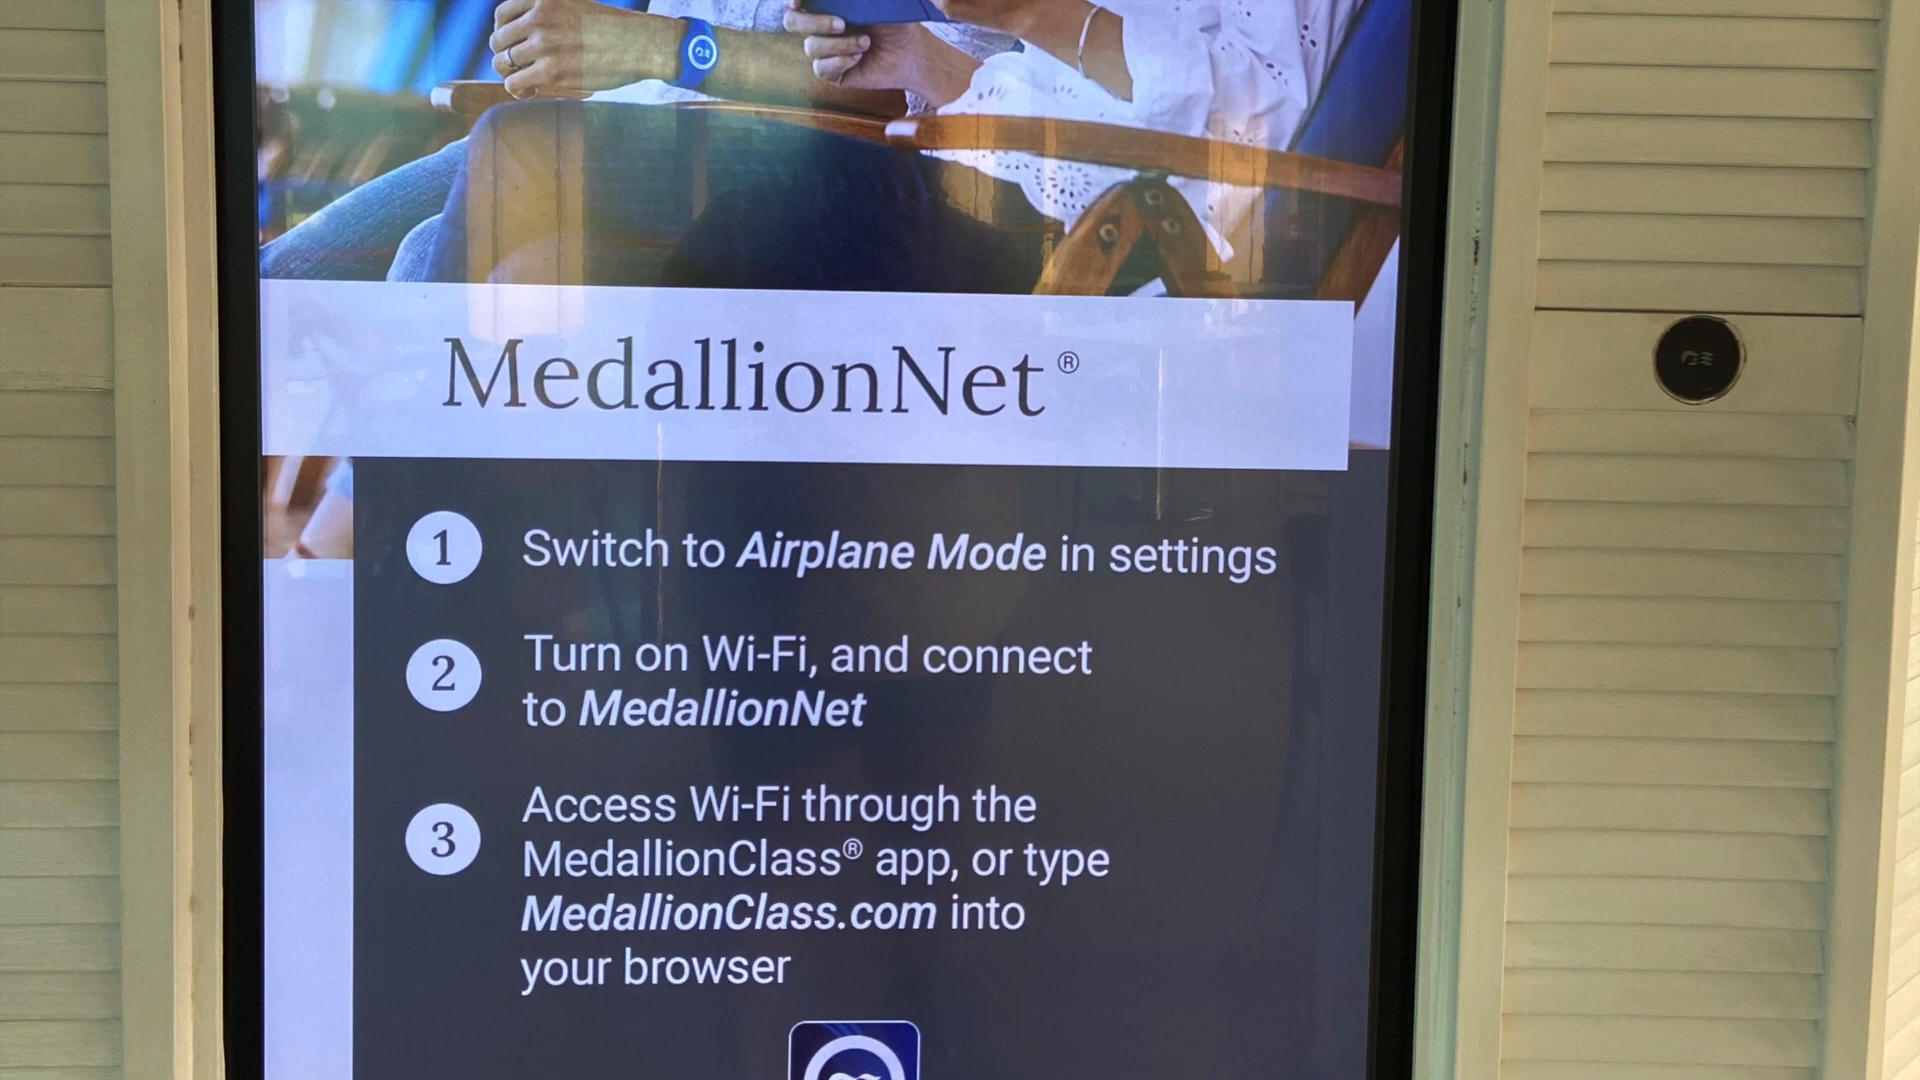 MedallionNet®
1 Switch to Airplane Mode in settings
2 Turn on Wi-Fi, and connect
to MedallionNet
3 Access Wi-Fi through the
MedallionClass® app, or type
MedallionClass.com into
your browser